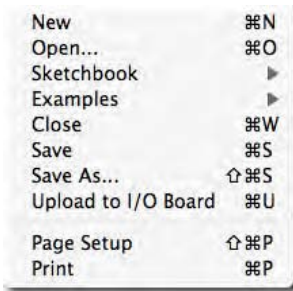 New ⌘N
Open... ⌘O
Sketchbook ▶
Examples ▶
Close ⌘W
Save ⌘S
Save As... ⇧⌘S
Upload to I/O Board ⌘U
Page Setup ⇧⌘P
Print ⌘P